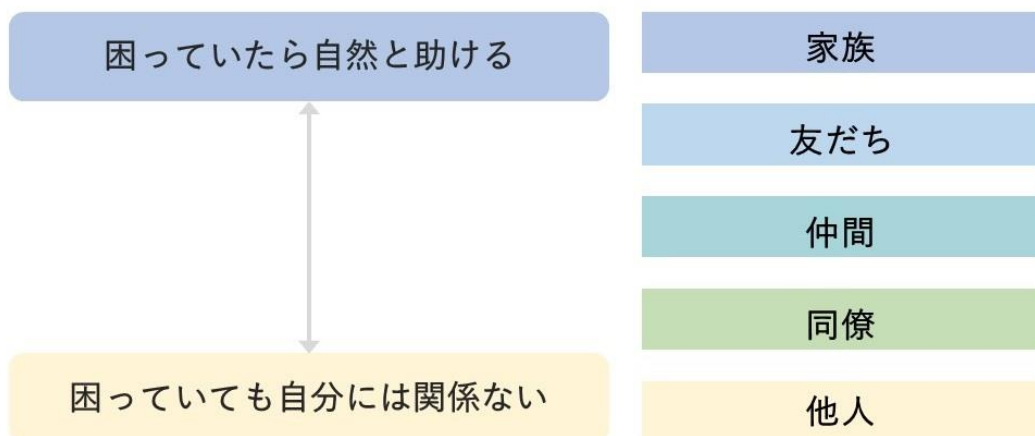 困っていたら自然と助ける
家族
友だち
仲間
同僚
困っていても自分には関係ない
他人